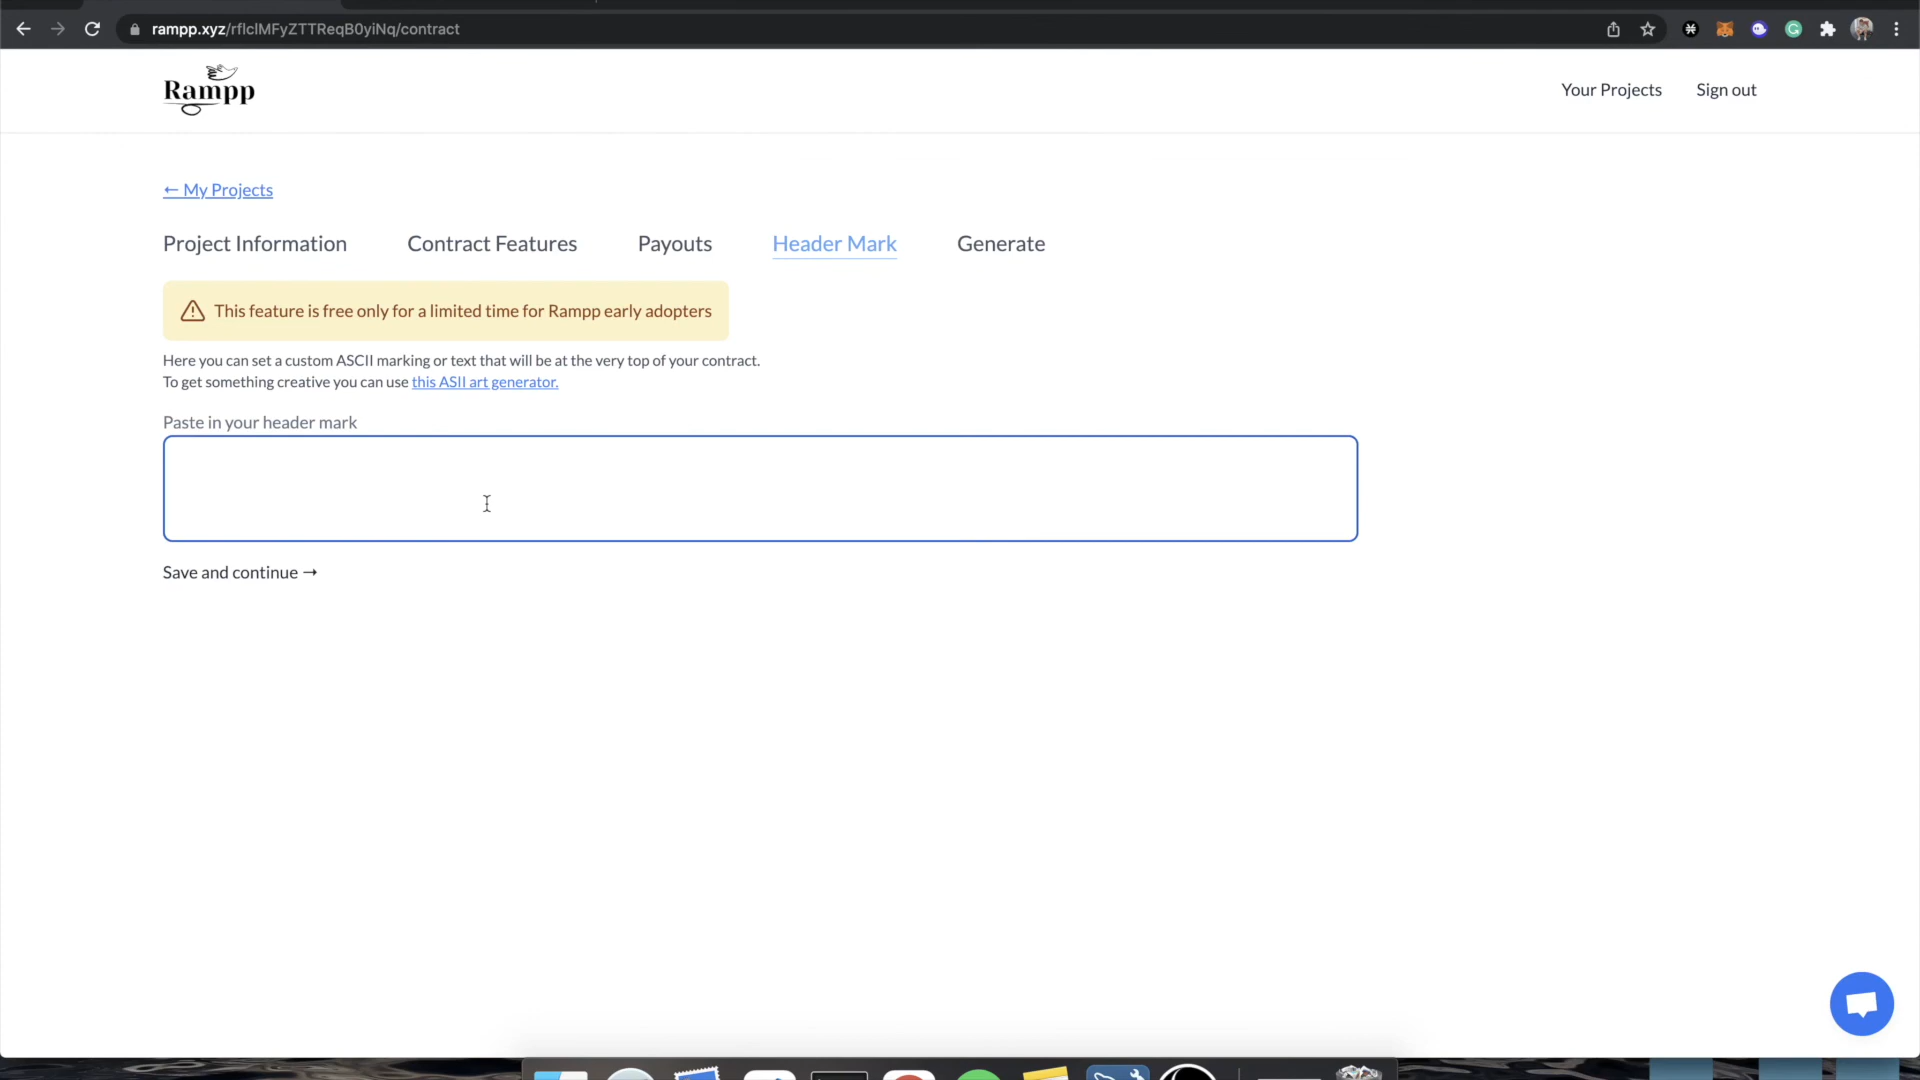 rampp.xyz/rflclMFyZTTReqB0yiNq/contract
Rampp
Your Projects
Sign out
← My Projects
Project Information
Contract Features
Payouts
Header Mark
Generate
This feature is free only for a limited time for Rampp early adopters
Here you can set a custom ASCII marking or text that will be at the very top of your contract.
To get something creative you can use this ASII art generator.
Paste in your header mark
Save and continue →